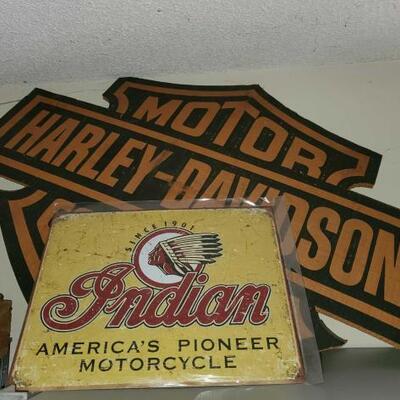 MOTOR
HARLEY-DAVIDSON
SINCE 1901
Indian
AMERICA'S PIONEER
MOTORCYCLE